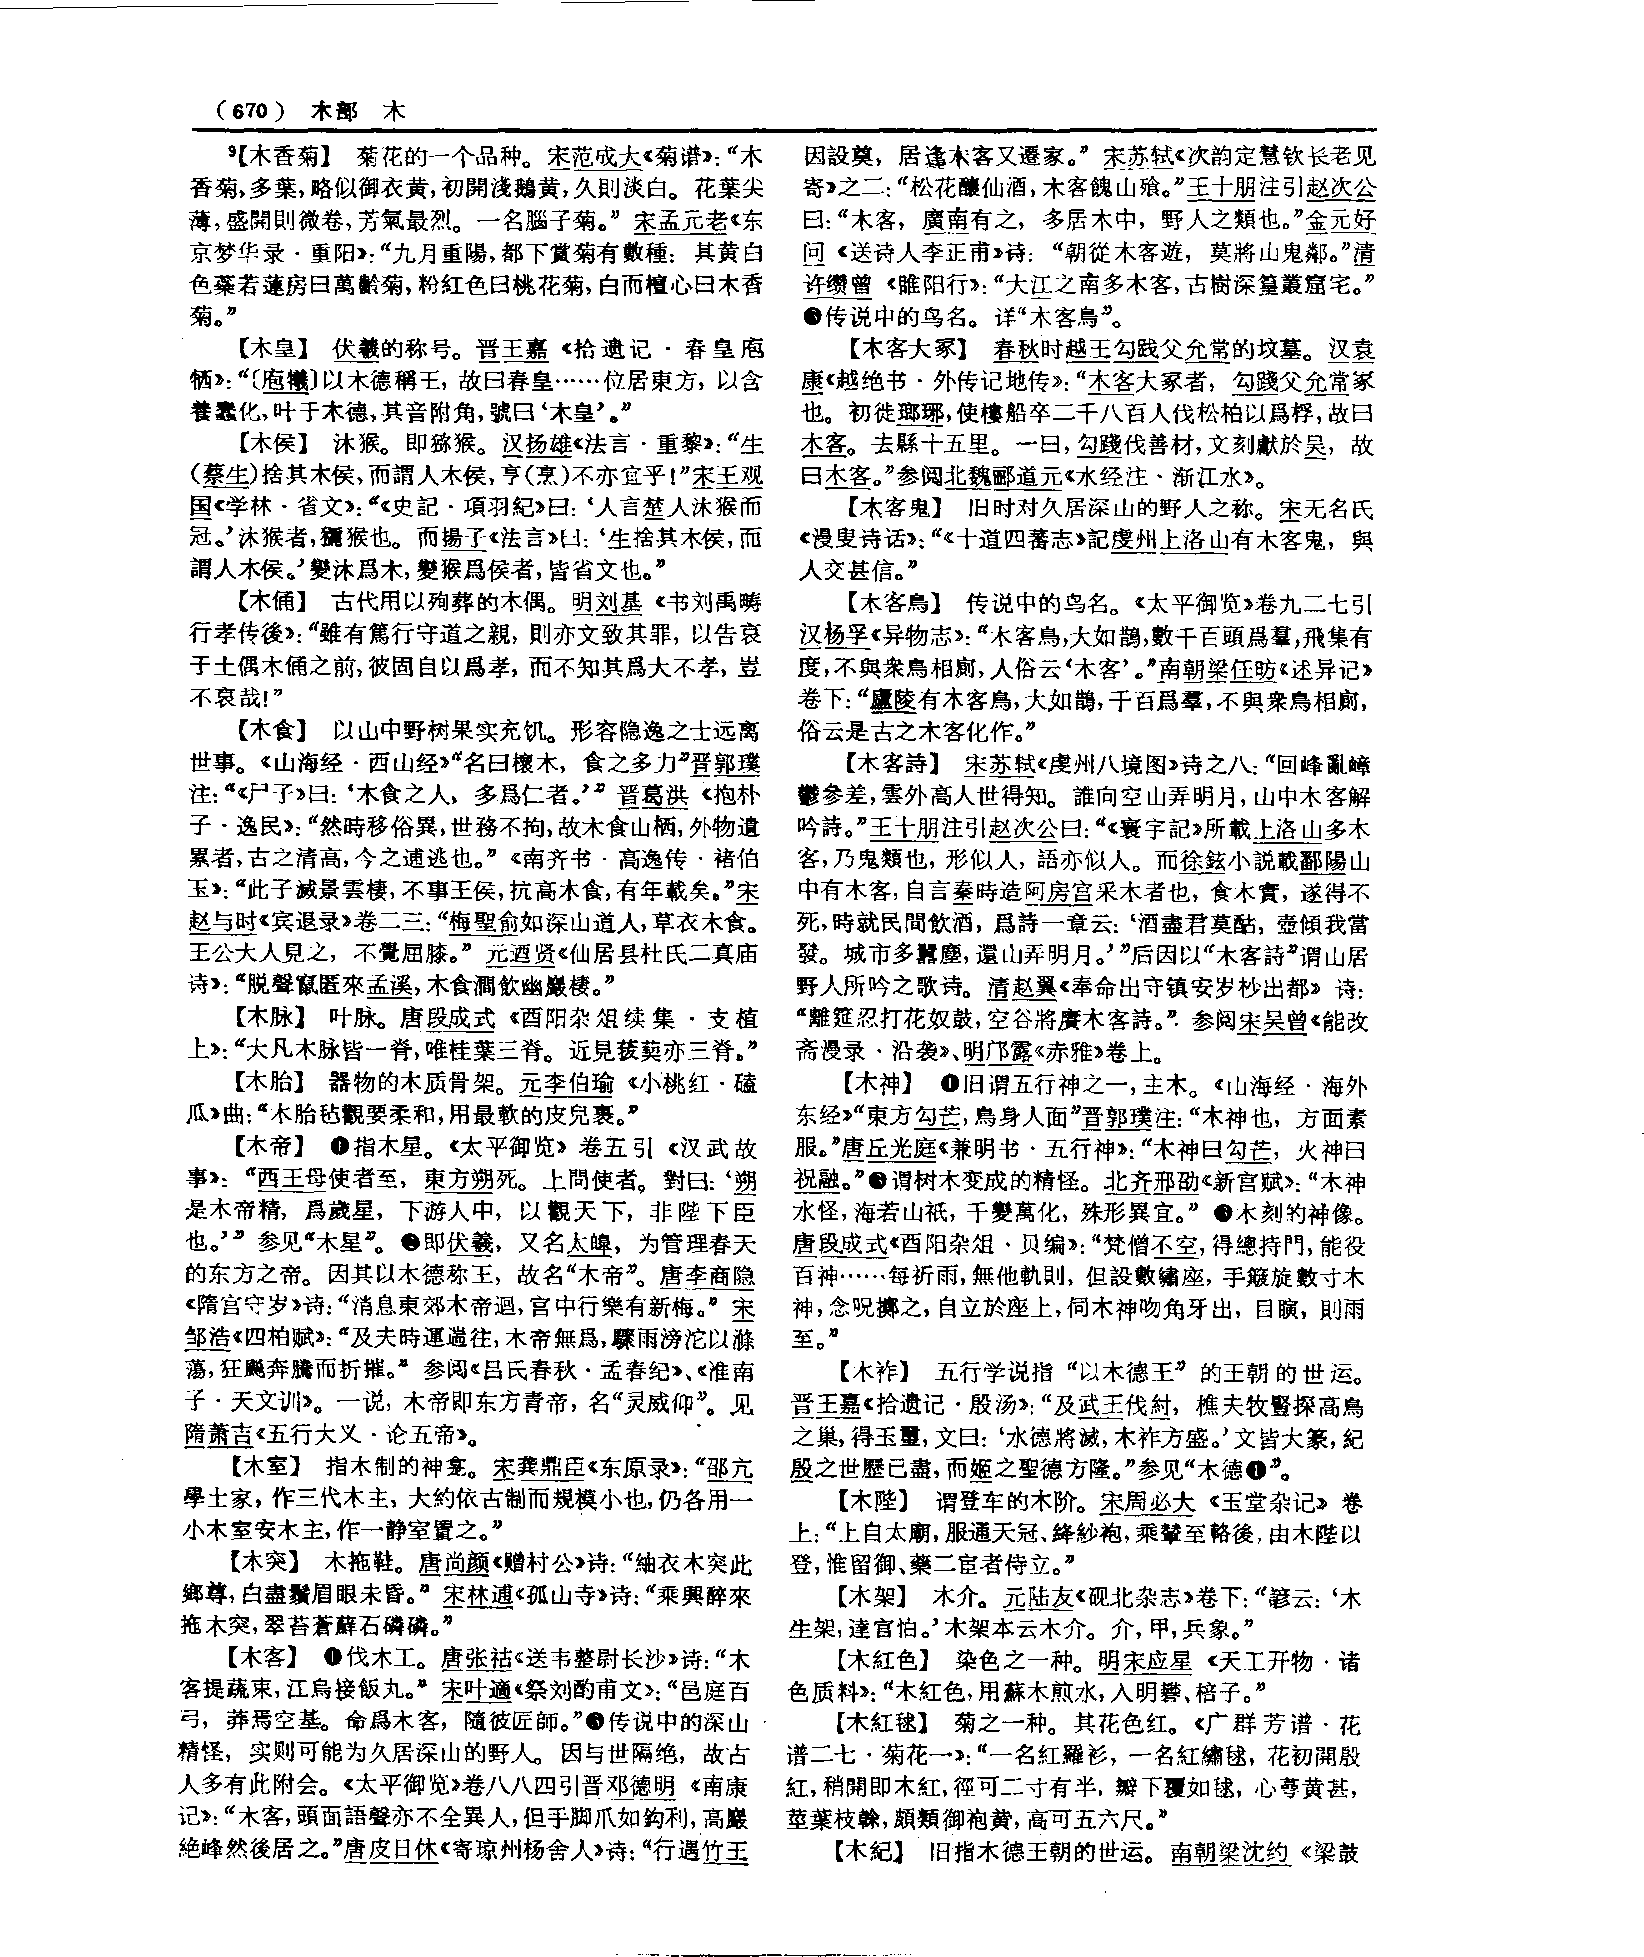 (670) 木部 木
⁹【木香菊】 菊花的一个品种。宋范成大《菊谱》：“木
香菊，多葉，略似御衣黄，初開淺鵝黄，久則淡白。花葉尖
薄，盛開則微卷，芳氣最烈。一名腦子菊。”宋孟元老《东
京梦华录·重阳》：“九月重陽，都下賞菊有數種：其黄白
色蘂若蓮房曰萬齡菊，粉紅色曰桃花菊，白而檀心曰木香
菊。”
【木皇】 伏羲的称号。晋王嘉《拾遗记·春皇庖
牺》：“〔庖犧〕以木德稱王，故曰春皇……位居東方，以含
養蠢化，叶于木德，其音附角，號曰‘木皇’。”
【木侯】 沐猴。即猕猴。汉扬雄《法言·重黎》：“生
（蔡生）捨其木侯，而謂人木侯，亨（烹）不亦宜乎！”宋王观
国《学林·省文》：“《史記·項羽紀》曰：‘人言楚人沐猴而
冠。’沐猴者，獼猴也。而揚子《法言》曰：‘生捨其木侯，而
謂人木侯。’變沐爲木，變猴爲侯者，皆省文也。”
【木俑】 古代用以殉葬的木偶。明刘基《书刘禹畴
行孝传後》：“雖有篤行守道之親，則亦文致其罪，以告哀
于土偶木俑之前，彼固自以爲孝，而不知其爲大不孝，豈
不哀哉！”
【木食】 以山中野树果实充饥。形容隐逸之士远离
世事。《山海经·西山经》“名曰櫰木，食之多力”晋郭璞
注：“《尸子》曰：‘木食之人，多爲仁者。’”晋葛洪《抱朴
子·逸民》：“然時移俗異，世務不拘，故木食山栖，外物遺
累者，古之清高，今之逋逃也。”《南齐书·高逸传·褚伯
玉》：“此子滅景雲棲，不事王侯，抗高木食，有年載矣。”宋
赵与时《宾退录》卷二三：“梅聖俞如深山道人，草衣木食。
王公大人見之，不覺屈膝。”元迺贤《仙居县杜氏二真庙
诗》：“脱聲竄匿來孟溪，木食澗飲幽巖棲。”
【木脉】 叶脉。唐段成式《酉阳杂俎续集·支植
上》：“大凡木脉皆一脊，唯桂葉三脊。近見菝葜亦三脊。”
【木胎】 器物的木质骨架。元李伯瑜《小桃红·磕
瓜》曲：“木胎毡觀要柔和，用最軟的皮兒裹。”
【木帝】 ❶指木星。《太平御览》卷五引《汉武故
事》：“西王母使者至，東方朔死。上問使者。對曰：‘朔
是木帝精，爲歲星，下游人中，以觀天下，非陛下臣
也。’”参见“木星”。❷即伏羲，又名太皞，为管理春天
的东方之帝。因其以木德称王，故名“木帝”。唐李商隐
《隋宫守岁》诗：“消息東郊木帝迴，宫中行樂有新梅。”宋
邹浩《四柏赋》：“及夫時運遄往，木帝無爲，驟雨滂沱以滌
蕩，狂飈奔騰而折摧。”参阅《吕氏春秋·孟春纪》、《淮南
子·天文训》。一说，木帝即东方青帝，名“灵威仰”。见
隋萧吉《五行大义·论五帝》。
【木室】 指木制的神龛。宋龚鼎臣《东原录》：“邵亢
學士家，作三代木主，大約依古制而規模小也，仍各用一
小木室安木主，作一静室置之。”
【木突】 木拖鞋。唐尚颜《赠村公》诗：“紬衣木突此
鄉尊，白盡鬚眉眼未昏。”宋林逋《孤山寺》诗：“乘興醉來
拖木突，翠苔蒼蘚石磷磷。”
【木客】 ❶伐木工。唐张祜《送韦整尉长沙》诗：“木
客提蔬束，江烏接飯丸。”宋叶適《祭刘酌甫文》：“邑庭百
弓，莽焉空基。命爲木客，隨彼匠師。”❷传说中的深山
精怪，实则可能为久居深山的野人。因与世隔绝，故古
人多有此附会。《太平御览》卷八八四引晋邓德明《南康
记》：“木客，頭面語聲亦不全異人，但手脚爪如鈎利，高巖
絶峰然後居之。”唐皮日休《寄琼州杨舍人》诗：“行遇竹王
因設奠，居逢木客又遷家。”宋苏轼《次韵定慧钦长老见
寄》之二：“松花釀仙酒，木客餽山飱。”王十朋注引赵次公
曰：“木客，廣南有之，多居木中，野人之類也。”金元好
问《送诗人李正甫》诗：“朝從木客遊，莫將山鬼鄰。”清
许缵曾《睢阳行》：“大江之南多木客，古樹深篁叢窟宅。”
❸传说中的鸟名。详“木客鳥”。
【木客大冢】 春秋时越王勾践父允常的坟墓。汉袁
康《越绝书·外传记地传》：“木客大冢者，勾踐父允常冢
也。初徙瑯琊，使樓船卒二千八百人伐松柏以爲桴，故曰
木客。去縣十五里。一曰，勾踐伐善材，文刻獻於吴，故
曰木客。”参阅北魏郦道元《水经注·渐江水》。
【木客鬼】 旧时对久居深山的野人之称。宋无名氏
《漫叟诗话》：“《十道四蕃志》記虔州上洛山有木客鬼，與
人交甚信。”
【木客鳥】 传说中的鸟名。《太平御览》卷九二七引
汉杨孚《异物志》：“木客鳥，大如鵲，數千百頭爲羣，飛集有
度，不與衆鳥相厠，人俗云‘木客’。”南朝梁任昉《述异记》
卷下：“廬陵有木客鳥，大如鵲，千百爲羣，不與衆鳥相厠，
俗云是古之木客化作。”
【木客詩】 宋苏轼《虔州八境图》诗之八：“回峰亂嶂
鬱參差，雲外高人世得知。誰向空山弄明月，山中木客解
吟詩。”王十朋注引赵次公曰：“《寰宇記》所載上洛山多木
客，乃鬼類也，形似人，語亦似人。而徐鉉小説載鄱陽山
中有木客，自言秦時造阿房宫采木者也，食木實，遂得不
死，時就民間飲酒，爲詩一章云：‘酒盡君莫酤，壺傾我當
發。城市多囂塵，還山弄明月。’”后因以“木客詩”谓山居
野人所吟之歌诗。清赵翼《奉命出守镇安岁杪出都》诗：
“離筵忍打花奴鼓，空谷將賡木客詩。”参阅宋吴曾《能改
斋漫录·沿袭》、明邝露《赤雅》卷上。
【木神】 ❶旧谓五行神之一，主木。《山海经·海外
东经》“東方勾芒，鳥身人面”晋郭璞注：“木神也，方面素
服。”唐丘光庭《兼明书·五行神》：“木神曰勾芒，火神曰
祝融。”❷谓树木变成的精怪。北齐邢劭《新宫赋》：“木神
水怪，海若山祇，千變萬化，殊形異宜。”❸木刻的神像。
唐段成式《酉阳杂俎·贝编》：“梵僧不空，得總持門，能役
百神……每祈雨，無他軌則，但設數繡座，手簸旋數寸木
神，念呪擲之，自立於座上，伺木神吻角牙出，目瞚，則雨
至。”
【木祚】 五行学说指“以木德王”的王朝的世运。
晋王嘉《拾遗记·殷汤》：“及武王伐紂，樵夫牧豎探高鳥
之巢，得玉璽，文曰：‘水德將滅，木祚方盛。’文皆大篆，紀
殷之世歷已盡，而姬之聖德方隆。”参见“木德❶”。
【木陛】 谓登车的木阶。宋周必大《玉堂杂记》卷
上：“上自太廟，服通天冠、絳紗袍，乘輦至輅後，由木陛以
登，惟留御、藥二宦者侍立。”
【木架】 木介。元陆友《砚北杂志》卷下：“諺云：‘木
生架，達官怕。’木架本云木介。介，甲，兵象。”
【木紅色】 染色之一种。明宋应星《天工开物·诸
色质料》：“木紅色，用蘇木煎水，入明礬、棓子。”
【木紅毬】 菊之一种。其花色红。《广群芳谱·花
谱二七·菊花一》：“一名紅羅衫，一名紅繡毬，花初開殷
紅，稍開即木紅，徑可二寸有半，瓣下覆如毬，心萼黄甚，
莖葉枝榦，頗類御袍黄，高可五六尺。”
【木紀】 旧指木德王朝的世运。南朝梁沈约《梁鼓